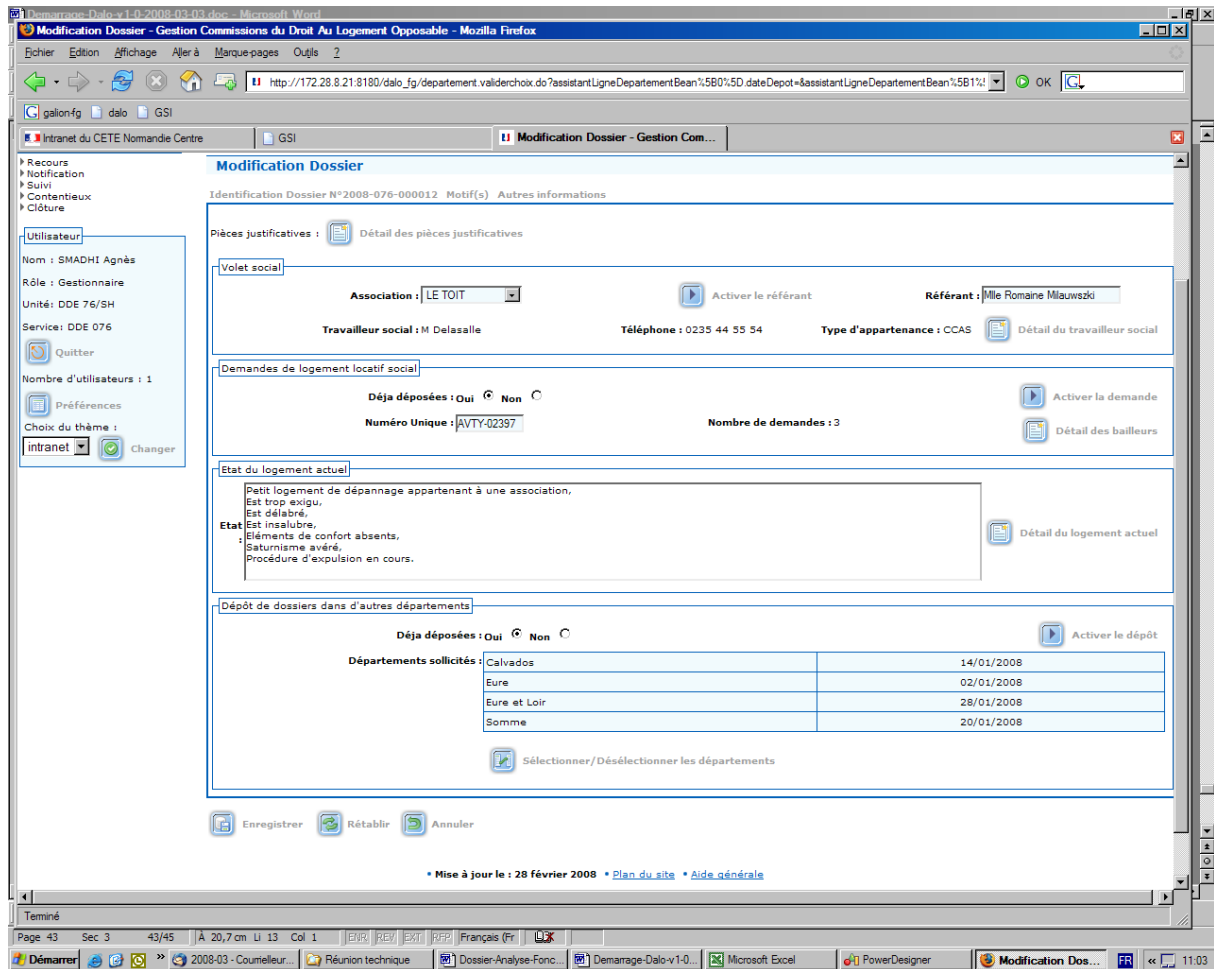 Demarrage-Dalo-v1-0-2008-03-03.doc - Microsoft Word
Modification Dossier - Gestion Commissions du Droit Au Logement Opposable - Mozilla Firefox
Fichier Edition Affichage Aller à Marque-pages Outils ?
http://172.28.8.21:8180/dalo_fg/departement.validerchoix.do?assistantLigneDepartementBean%5B0%5D.dateDepot=&assistantLigneDepartementBean%5B1%! OK
galion-fg dalo GSI
Intranet du CETE Normandie Centre GSI Modification Dossier - Gestion Com...
Recours
Notification
Suivi
Contentieux
Clôture
Utilisateur
Nom : SMADHI Agnès
Rôle : Gestionnaire
Unité: DDE 76/SH
Service: DDE 076
Quitter
Nombre d'utilisateurs : 1
Préférences
Choix du thème :
intranet Changer
Modification Dossier
Identification Dossier N°2008-076-000012 Motif(s) Autres informations
Pièces justificatives : Détail des pièces justificatives
Volet social
Association : LE TOIT Activer le référant Référant : Mlle Romaine Milauwszki
Travailleur social : M Delasalle Téléphone : 0235 44 55 54 Type d'appartenance : CCAS Détail du travailleur social
Demandes de logement locatif social
Déja déposées : Oui Non Activer la demande
Numéro Unique : AVTY-02397 Nombre de demandes : 3 Détail des bailleurs
Etat du logement actuel
Etat :
Petit logement de dépannage appartenant à une association,
Est trop exigu,
Est délabré,
Est insalubre,
Eléments de confort absents,
Saturnisme avéré,
Procédure d'expulsion en cours.
Détail du logement actuel
Dépôt de dossiers dans d'autres départements
Déja déposées : Oui Non Activer le dépôt
Départements sollicités : Calvados 14/01/2008
Eure 02/01/2008
Eure et Loir 28/01/2008
Somme 20/01/2008
Sélectionner/Désélectionner les départements
Enregistrer Rétablir Annuler
Mise à jour le : 28 février 2008 Plan du site Aide générale
Terminé
Page 43 Sec 3 43/45 À 20,7 cm Li 13 Col 1 ENR REV EXT RFP Français (Fr
Démarrer » 2008-03 - Courrielleur... Réunion technique Dossier-Analyse-Fonc... Demarrage-Dalo-v1-0... Microsoft Excel PowerDesigner Modification Dos... FR « 11:03